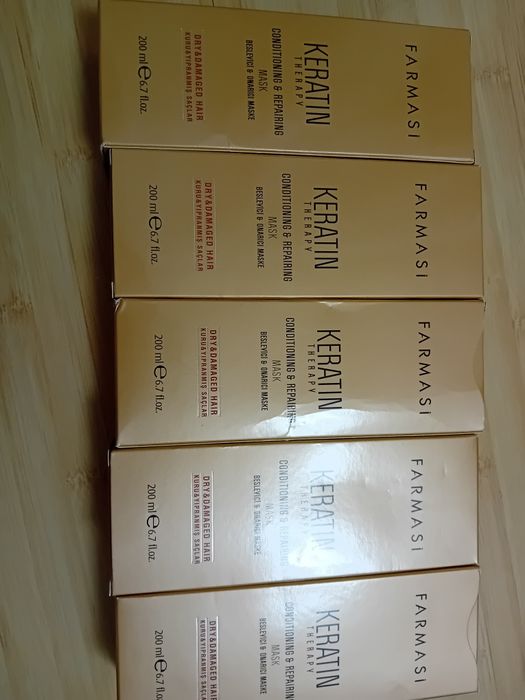 FARMASİ
KERATIN
THERAPY
CONDITIONING & REPAIRING
MASK
BESLEYİCİ & ONARICI MASKE
DRY&DAMAGED HAIR
KURU&YIPRANMIŞ SAÇLAR
200 ml e 6.7 fl.oz.
FARMASİ
KERATIN
THERAPY
CONDITIONING & REPAIRING
MASK
BESLEYİCİ & ONARICI MASKE
DRY&DAMAGED HAIR
KURU&YIPRANMIŞ SAÇLAR
200 ml e 6.7 fl.oz.
FARMASİ
KERATIN
THERAPY
CONDITIONING & REPAIRING
MASK
BESLEYİCİ & ONARICI MASKE
DRY&DAMAGED HAIR
KURU&YIPRANMIŞ SAÇLAR
200 ml e 6.7 fl.oz.
FARMASİ
KERATIN
THERAPY
CONDITIONING & REPAIRING
MASK
BESLEYİCİ & ONARICI MASKE
DRY&DAMAGED HAIR
KURU&YIPRANMIŞ SAÇLAR
200 ml e 6.7 fl.oz.
FARMASİ
KERATIN
THERAPY
CONDITIONING & REPAIRIN
MASK
BESLEYİCİ & ONARICI MASKE
DRY&DAMAGED HAIR
KURU&YIPRANMIŞ SAÇLAR
200 ml e 6.7 fl.oz.